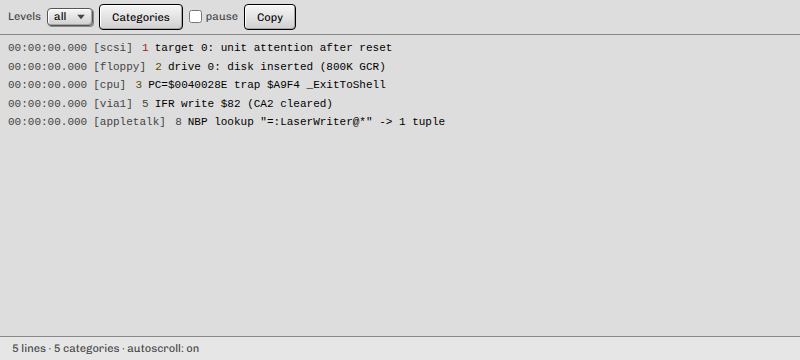 Levels all Categories pause Copy
00:00:00.000 [scsi] 1 target 0: unit attention after reset
00:00:00.000 [floppy] 2 drive 0: disk inserted (800K GCR)
00:00:00.000 [cpu] 3 PC=$0040028E trap $A9F4 _ExitToShell
00:00:00.000 [via1] 5 IFR write $82 (CA2 cleared)
00:00:00.000 [appletalk] 8 NBP lookup "=:LaserWriter@*" -> 1 tuple
5 lines · 5 categories · autoscroll: on